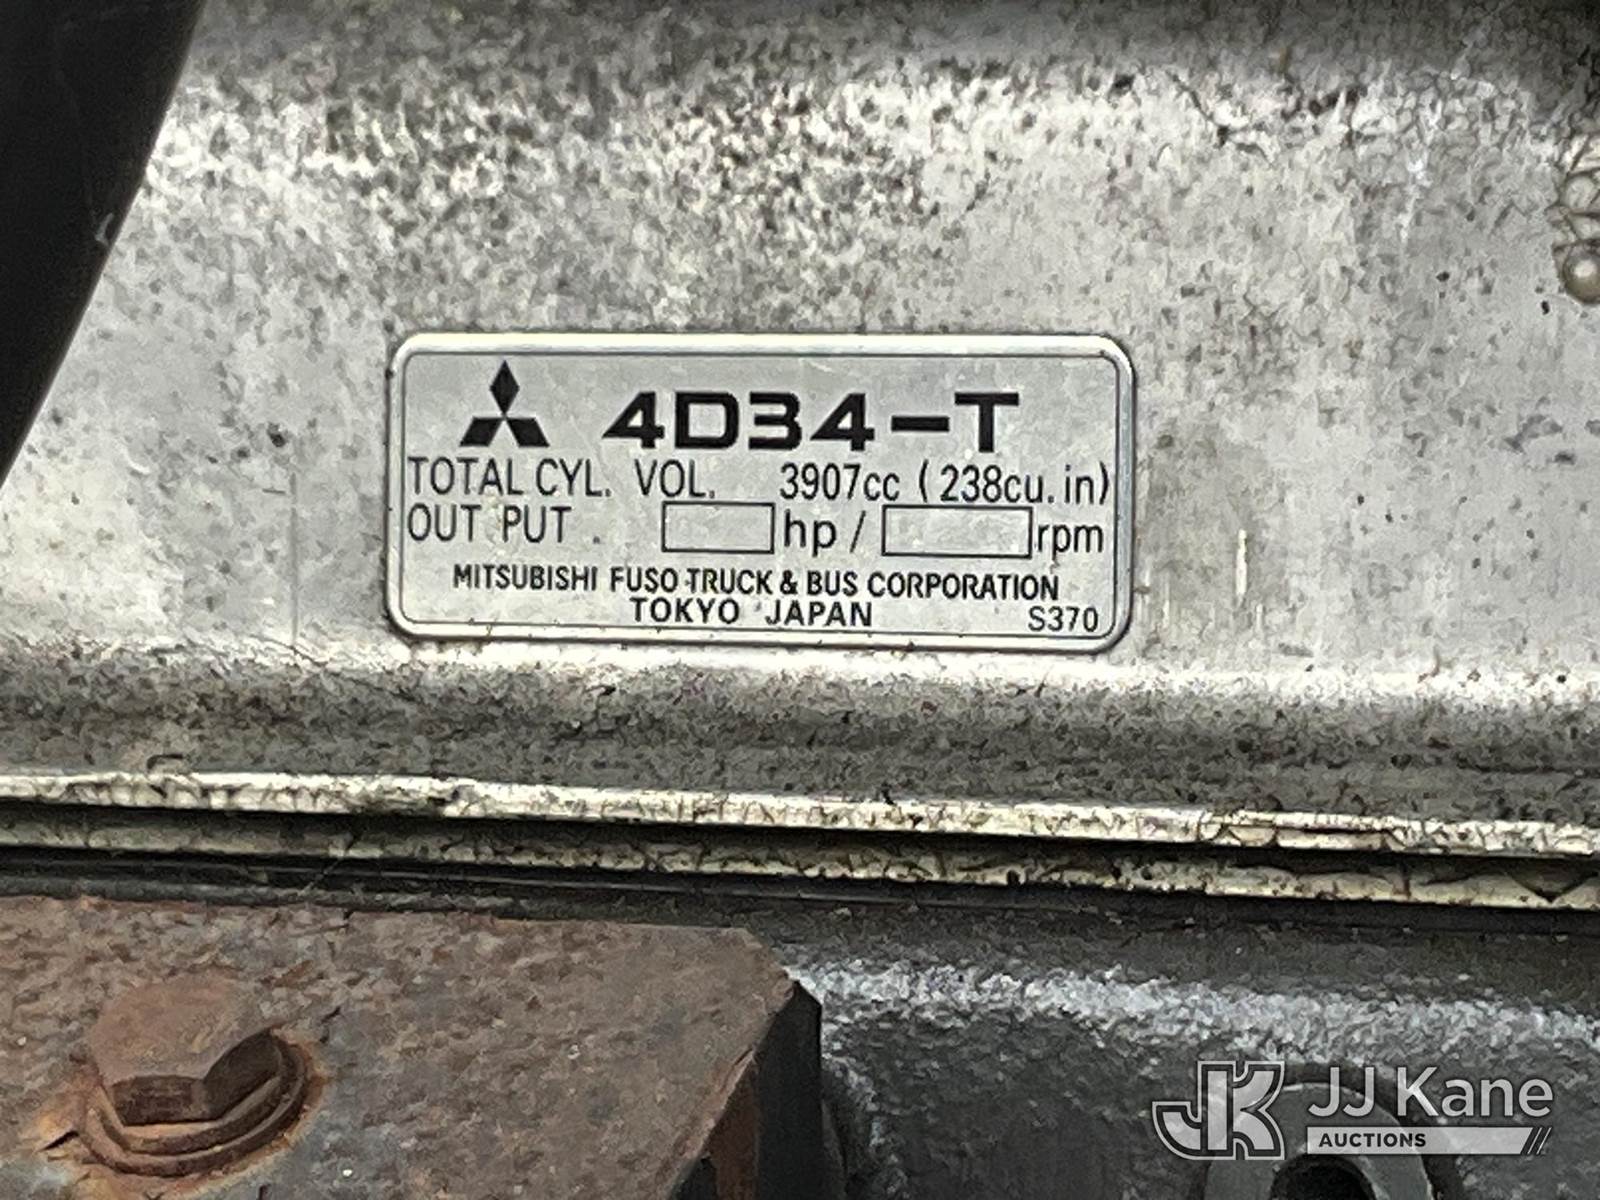 4D34-T
TOTAL CYL. VOL. 3907cc (238cu.in)
OUT PUT hp / rpm
MITSUBISHI FUSO TRUCK & BUS CORPORATION
TOKYO JAPAN S370
JK JJ Kane
AUCTIONS